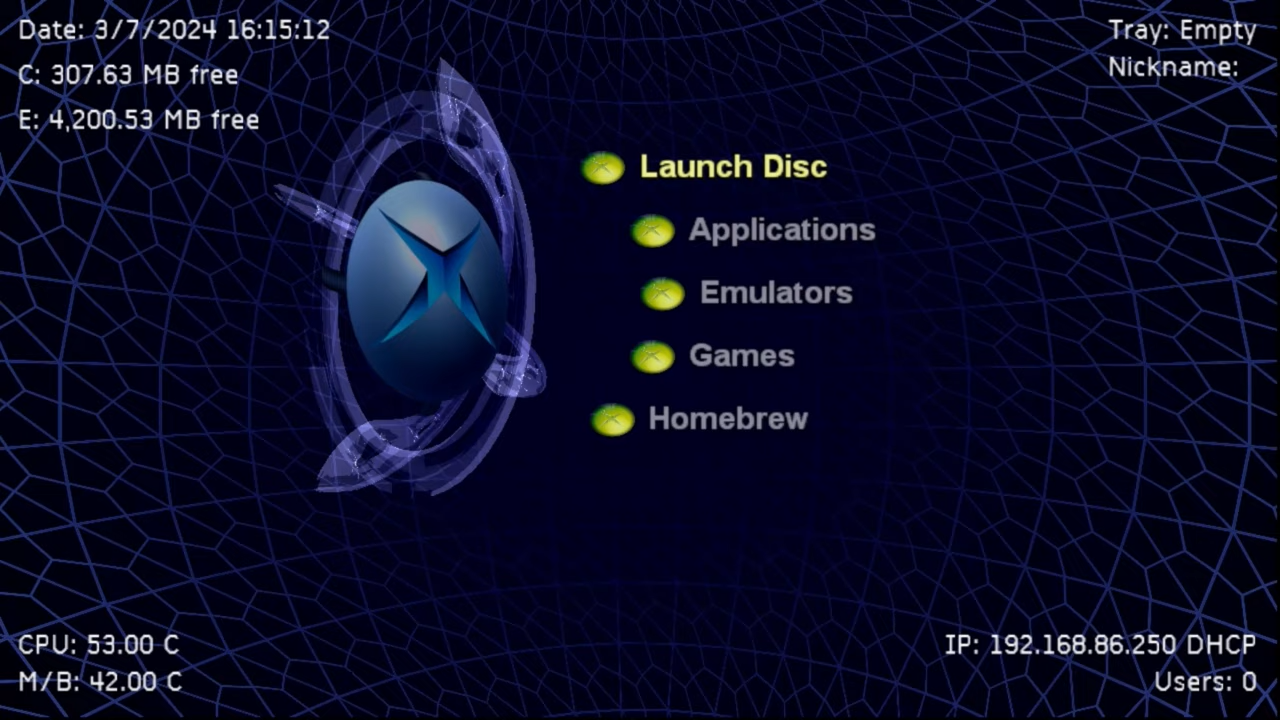 Date: 3/7/2024 16:15:12
C: 307.63 MB free
E: 4,200.53 MB free
Tray: Empty
Nickname:
Launch Disc
Applications
Emulators
Games
Homebrew
CPU: 53.00 C
M/B: 42.00 C
IP: 192.168.86.250 DHCP
Users: 0